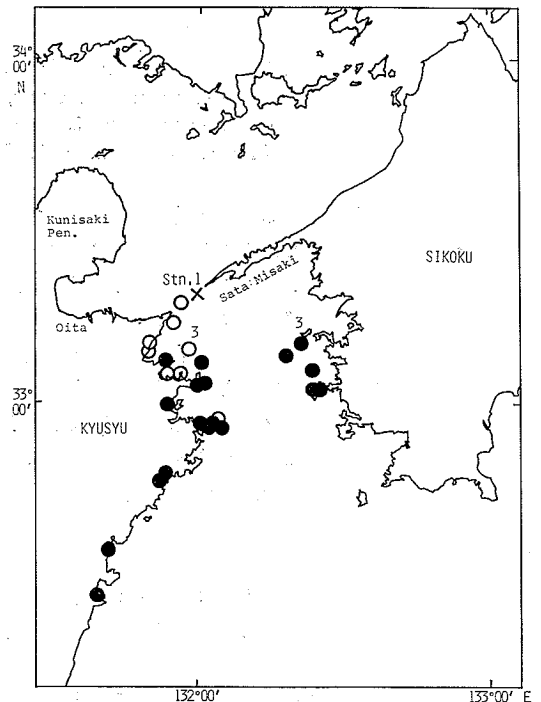 34°
00'
N
Kunisaki
Pen.
Stn.1
Sata Misaki
SIKOKU
Oita
3
3
33°
00'
KYUSYU
132°00'
133°00' E